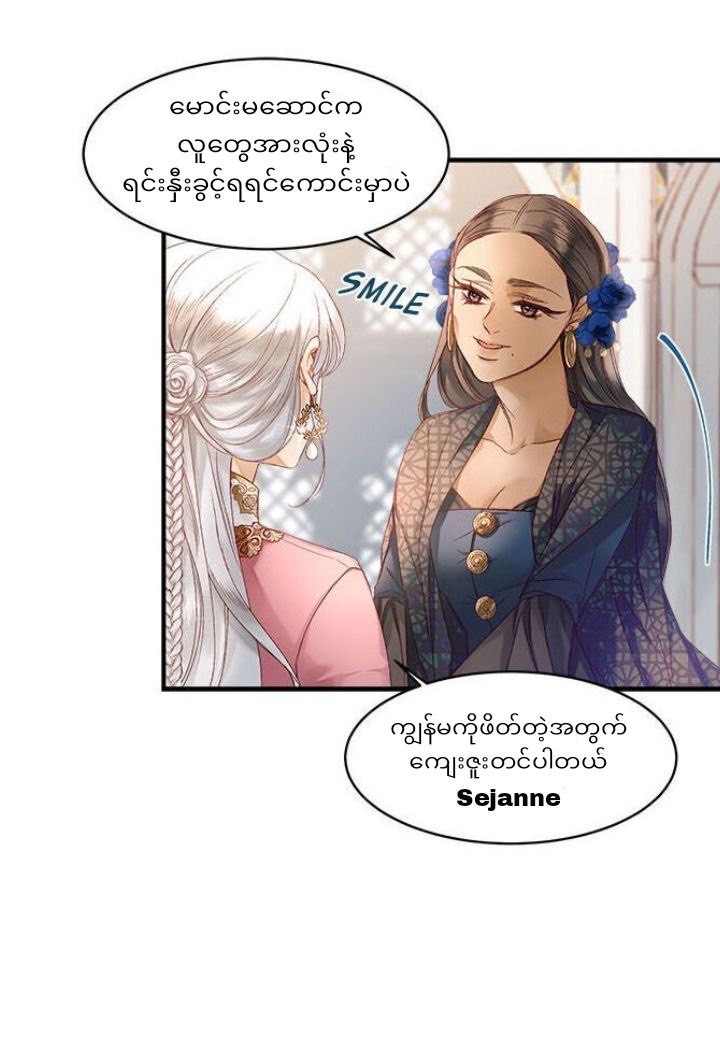 မောင်းမဆောင်က
လူတွေအားလုံးနဲ့
ရင်းနှီးခွင့်ရရင်ကောင်းမှာပဲ
SMILE
ကျွန်မကိုဖိတ်တဲ့အတွက်
ကျေးဇူးတင်ပါတယ်
Sejanne